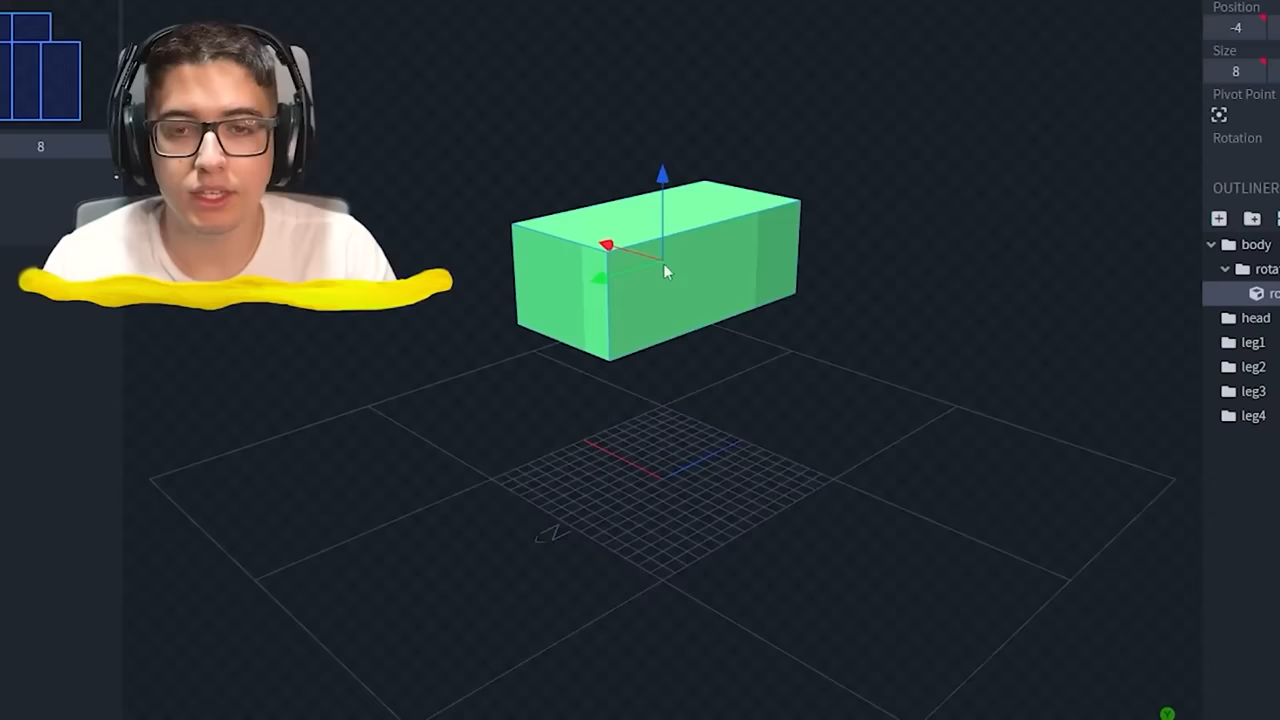 8
Position
-4
Size
8
Pivot Point
Rotation
OUTLINER
body
head
leg1
leg2
leg3
leg4
Y